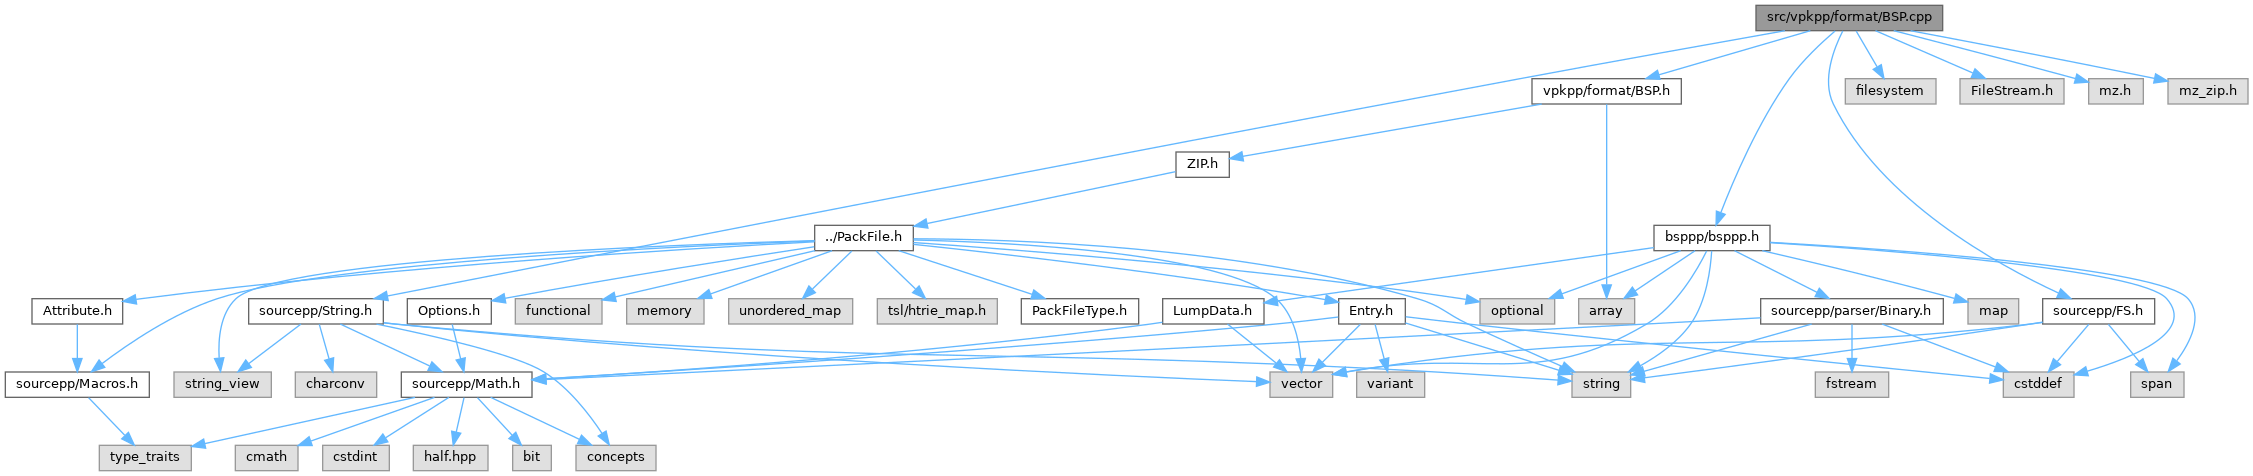 src/vpkpp/format/BSP.cpp
vpkpp/format/BSP.h
filesystem
FileStream.h
mz.h
mz_zip.h
ZIP.h
../PackFile.h
bsppp/bsppp.h
Attribute.h
sourcepp/String.h
Options.h
functional
memory
unordered_map
tsl/htrie_map.h
PackFileType.h
LumpData.h
Entry.h
optional
array
sourcepp/parser/Binary.h
map
sourcepp/FS.h
sourcepp/Macros.h
string_view
charconv
sourcepp/Math.h
vector
variant
string
fstream
cstddef
span
type_traits
cmath
cstdint
half.hpp
bit
concepts